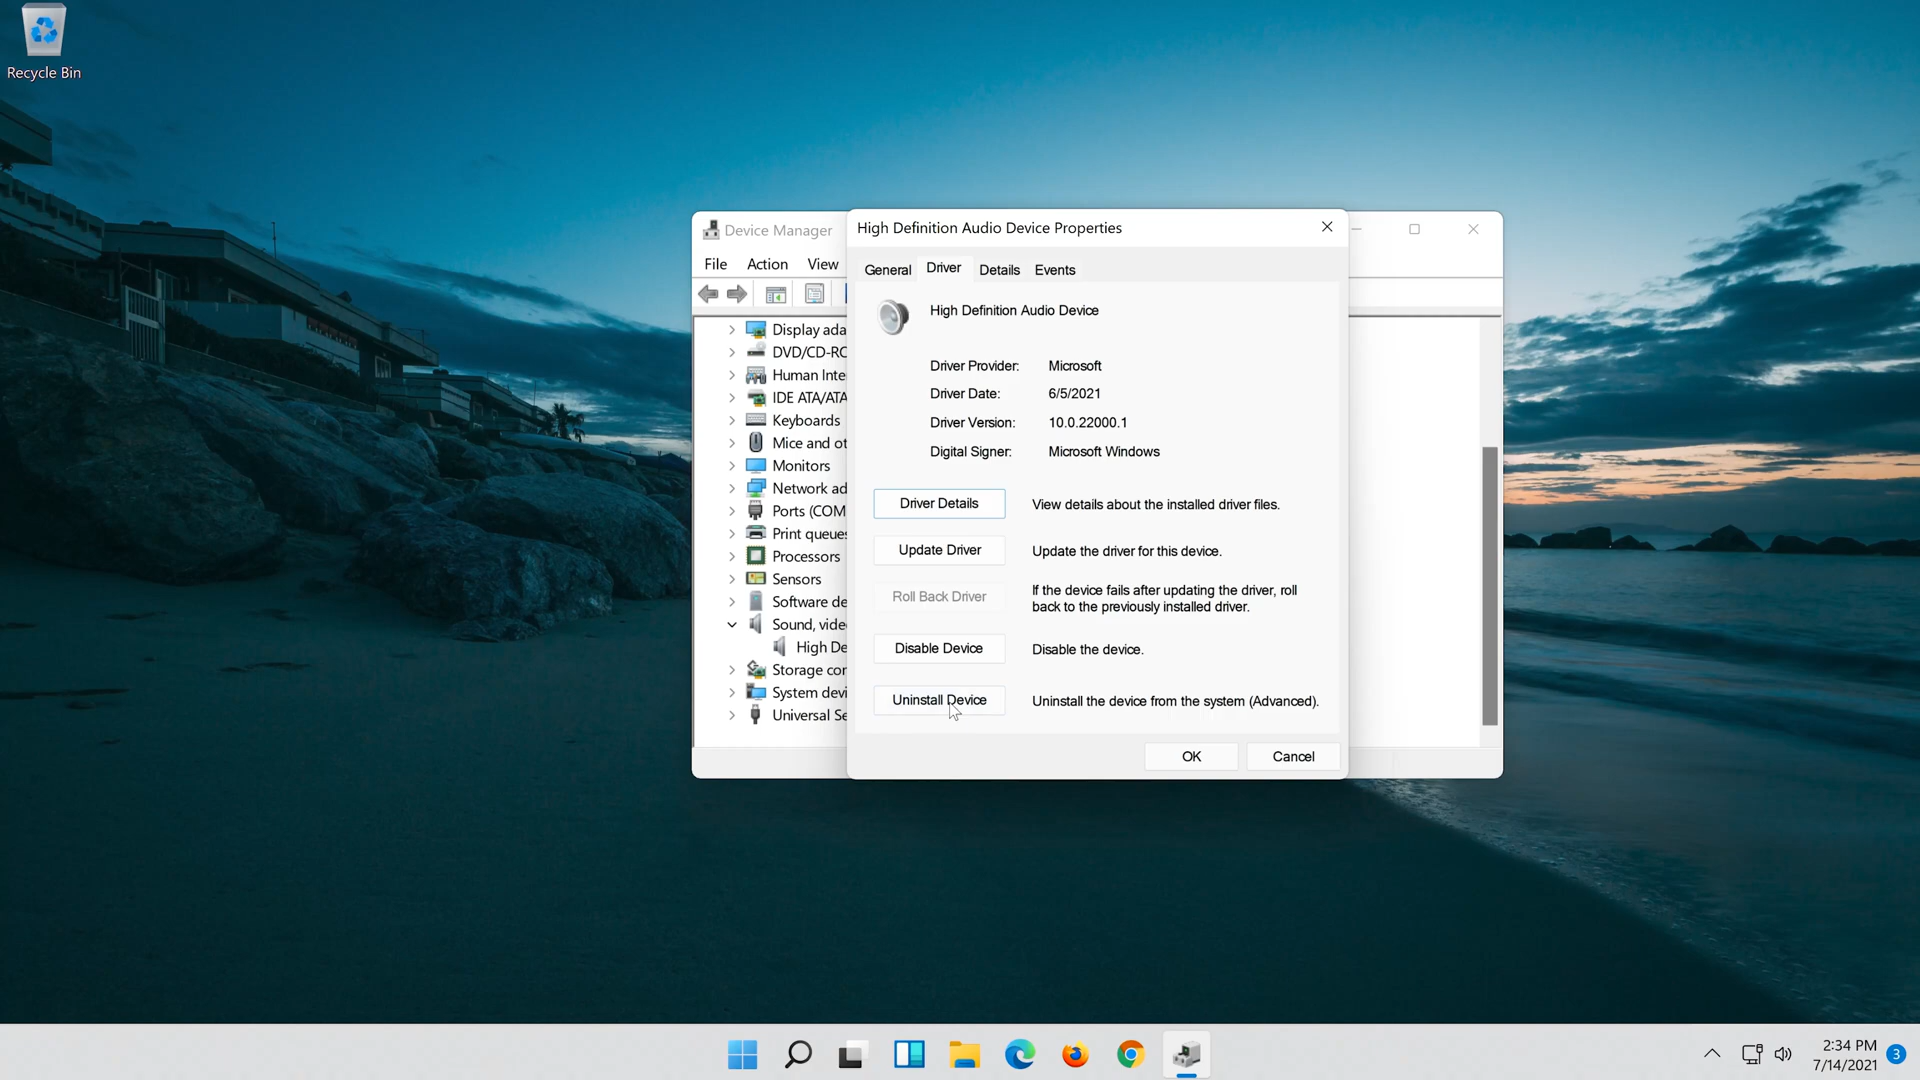 Recycle Bin
Device Manager
File Action View
Display ada
DVD/CD-RO
Human Inte
IDE ATA/ATA
Keyboards
Mice and ot
Monitors
Network ad
Ports (COM
Print queues
Processors
Sensors
Software de
Sound, vide
High De
Storage con
System devi
Universal Se
High Definition Audio Device Properties
General Driver Details Events
High Definition Audio Device
Driver Provider: Microsoft
Driver Date: 6/5/2021
Driver Version: 10.0.22000.1
Digital Signer: Microsoft Windows
Driver Details View details about the installed driver files.
Update Driver Update the driver for this device.
Roll Back Driver If the device fails after updating the driver, roll
back to the previously installed driver.
Disable Device Disable the device.
Uninstall Device Uninstall the device from the system (Advanced).
OK Cancel
2:34 PM
7/14/2021
3